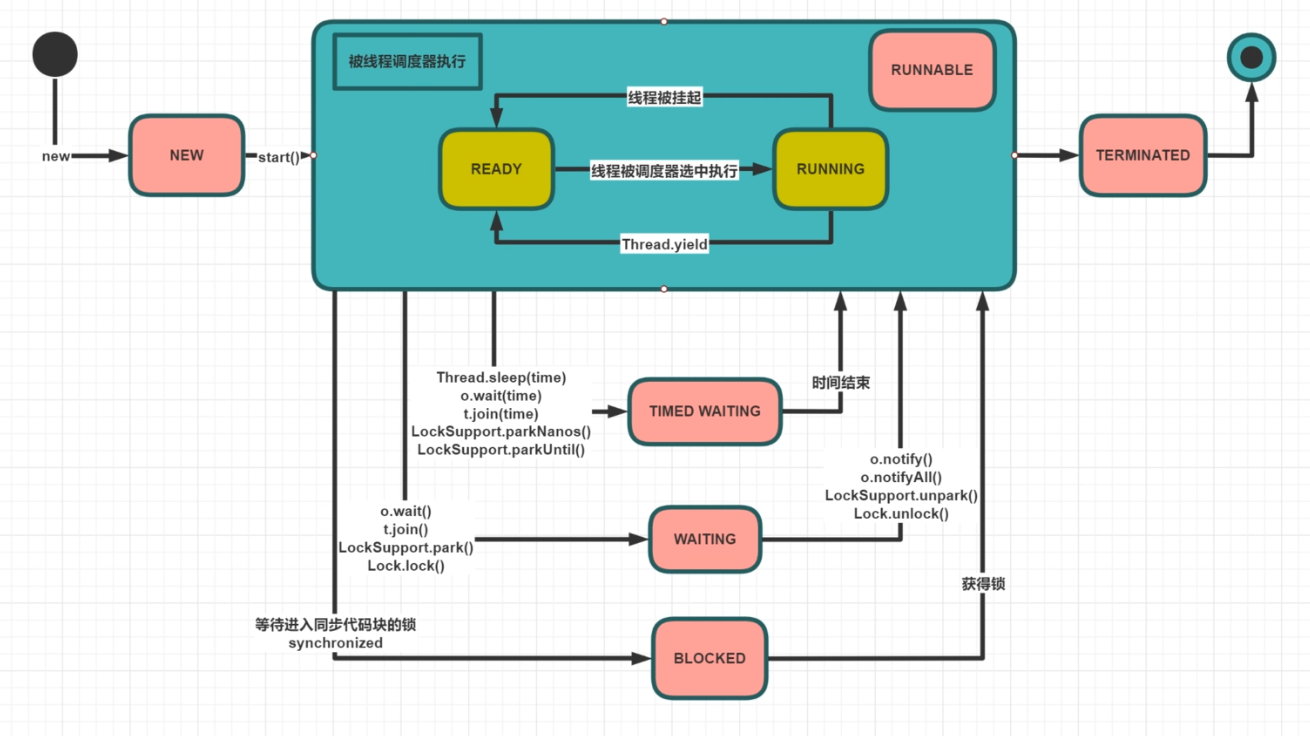 被线程调度器执行
RUNNABLE
线程被挂起
new
NEW
start()
READY
线程被调度器选中执行
RUNNING
TERMINATED
Thread.yield
Thread.sleep(time)
o.wait(time)
t.join(time)
LockSupport.parkNanos()
LockSupport.parkUntil()
TIMED WAITING
时间结束
o.wait()
t.join()
LockSupport.park()
Lock.lock()
WAITING
o.notify()
o.notifyAll()
LockSupport.unpark()
Lock.unlock()
等待进入同步代码块的锁
synchronized
BLOCKED
获得锁